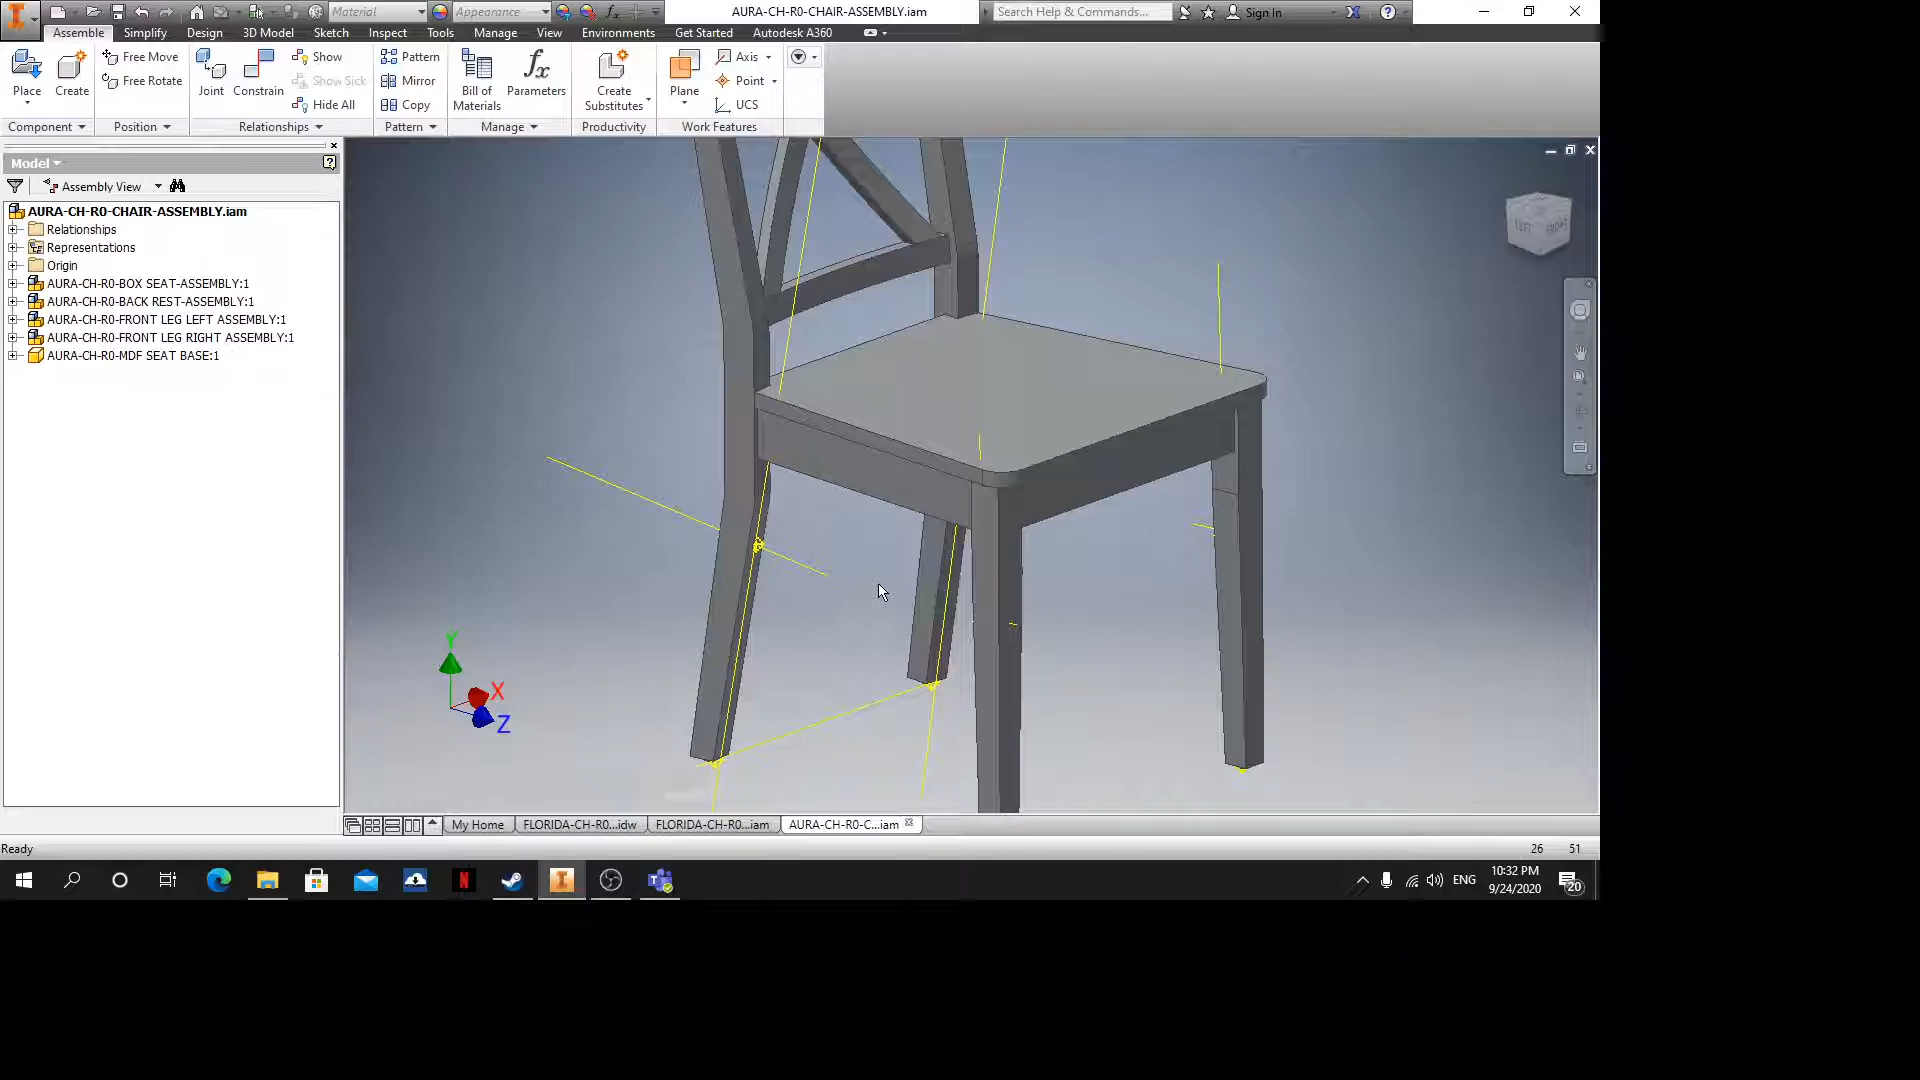 Material
Appearance
AURA-CH-R0-CHAIR-ASSEMBLY.iam
Search Help & Commands...
Sign In
Assemble Simplify Design 3D Model Sketch Inspect Tools Manage View Environments Get Started Autodesk A360
Place
Create
Free Move
Free Rotate
Joint
Constrain
Show
Show Sick
Hide All
Pattern
Mirror
Copy
Bill of
Materials
fx
Parameters
Create
Substitutes
Plane
Axis
Point
UCS
Component Position Relationships Pattern Manage Productivity Work Features
Model
Assembly View
AURA-CH-R0-CHAIR-ASSEMBLY.iam
Relationships
Representations
Origin
AURA-CH-R0-BOX SEAT-ASSEMBLY:1
AURA-CH-R0-BACK REST-ASSEMBLY:1
AURA-CH-R0-FRONT LEG LEFT ASSEMBLY:1
AURA-CH-R0-FRONT LEG RIGHT ASSEMBLY:1
AURA-CH-R0-MDF SEAT BASE:1
LEFT FRONT
Y
X
Z
My Home FLORIDA-CH-R0...idw FLORIDA-CH-R0...iam AURA-CH-R0-C...iam
Ready
26 51
ENG
10:32 PM
9/24/2020
20